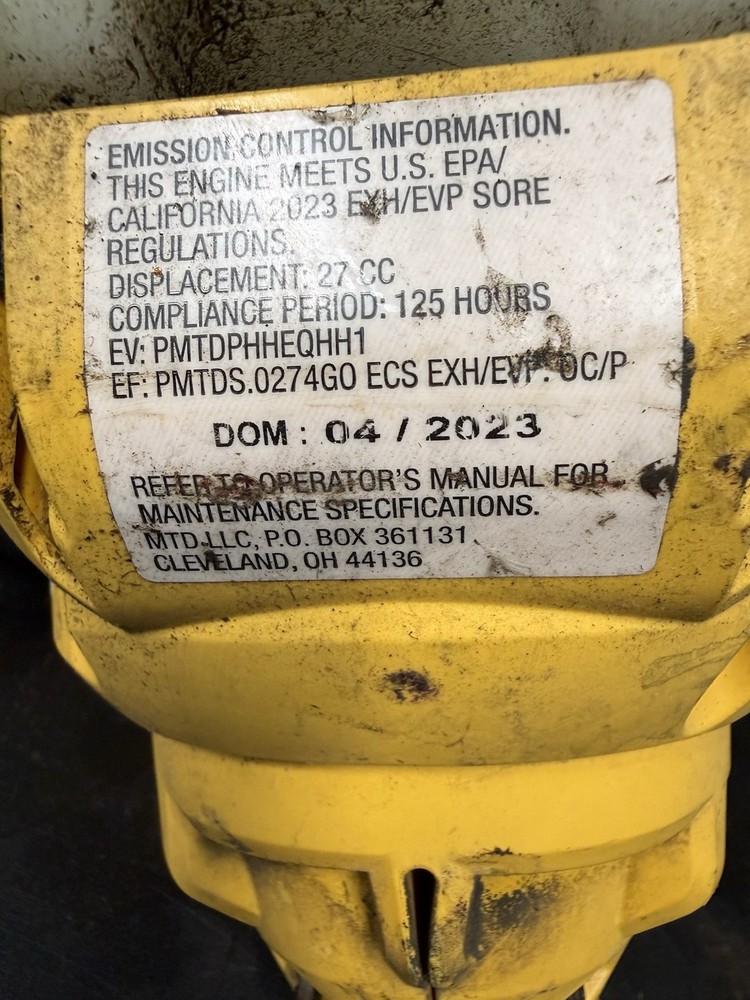 EMISSION CONTROL INFORMATION.
THIS ENGINE MEETS U.S. EPA/
CALIFORNIA 2023 EXH/EVP SORE
REGULATIONS.
DISPLACEMENT: 27 CC
COMPLIANCE PERIOD: 125 HOURS
EV: PMTDPHHEQHH1
EF: PMTDS.0274GO ECS EXH/EVP: OC/P
DOM : 04 / 2023
REFER TO OPERATOR'S MANUAL FOR
MAINTENANCE SPECIFICATIONS.
MTD LLC, P.O. BOX 361131
CLEVELAND, OH 44136